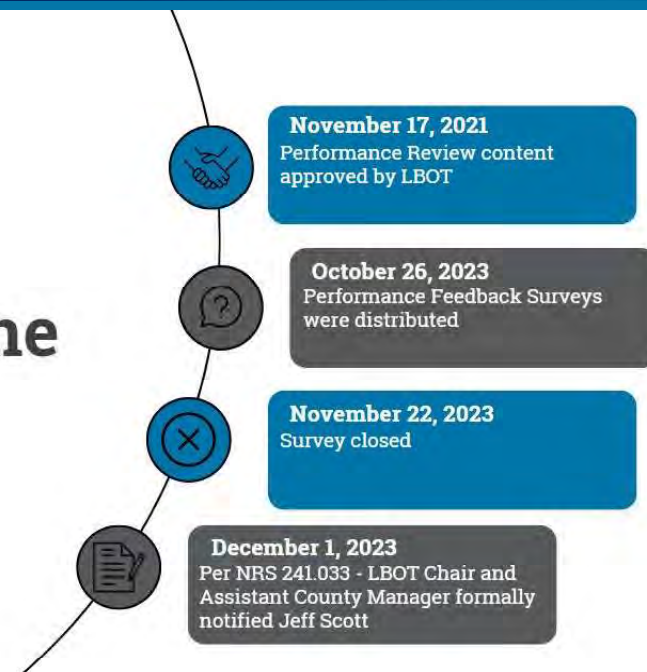 November 17, 2021
Performance Review content
approved by LBOT
October 26, 2023
Performance Feedback Surveys
were distributed
November 22, 2023
Survey closed
December 1, 2023
Per NRS 241.033 - LBOT Chair and
Assistant County Manager formally
notified Jeff Scott